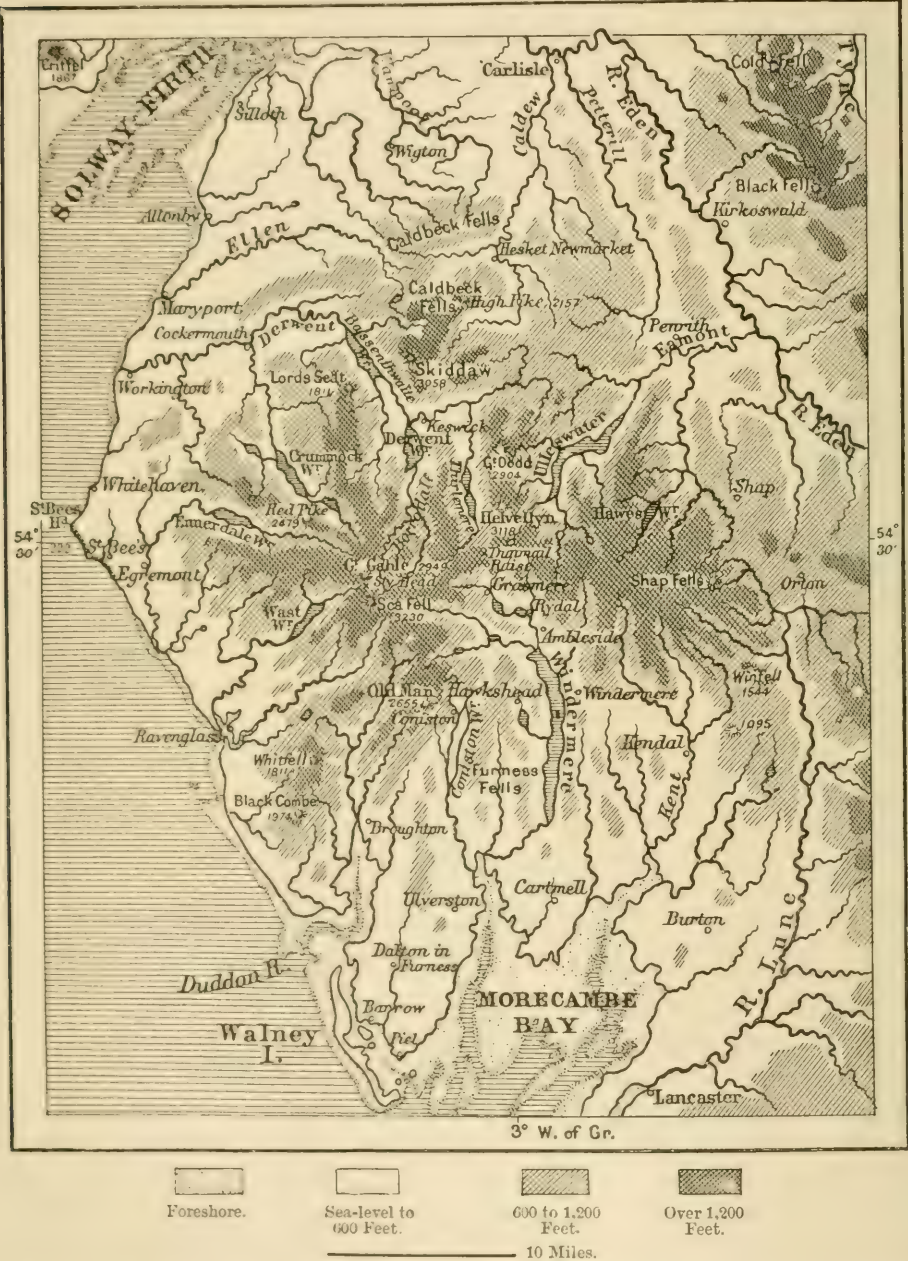 Criffel
1867
SOLWAY FIRTH
Silloth
Wampool
Wigton
Carlisle
Caldew
Petterill
R. Eden
Cold Fell
Tyne
Black Fell
Kirkoswald
Allonby
Ellen
Caldbeck Fells
Hesket Newmarket
Maryport
Caldbeck
Fells
High Pike, 2157
Cockermouth
Derwent
Bassenthwaite
Wr.
Penrith
Eamont
Workington
Lords Seat
1811
Skiddaw
3058
Keswick
Derwent
Wr.
Ullswater
R. Eden
Crummock
Wr.
Thirlemere
Gt. Dodd
2904
Whitehaven
Red Pike
2479
Borrowdale
Helvellyn
3118
Hawes Wr.
Shap
St Bees
Hd.
54°
30'
54°
30'
Ennerdale Wr.
St. Bee's
Egremont
Gt. Gable
2949
Sty Head
Dunmail
Raise
Grasmere
Shap Fells
Orton
Wast
Wr.
Sca Fell
3230
Rydal
Ambleside
Old Man
2655
Hawkshead
Windermere
Windermere
Winfell
1544
Coniston
Coniston Wr.
Ravenglass
Whitfell
1811
Furness
Fells
Kendal
1095
Kent
Black Combe
1974
Broughton
Ulverston
Cartmell
Burton
Duddon R.
Dalton in
Furness
R. Lune
Walney
I.
Barrow
Piel
MORECAMBE
BAY
Lancaster
3° W. of Gr.
Foreshore.
Sea-level to
600 Feet.
600 to 1,200
Feet.
Over 1,200
Feet.
10 Miles.